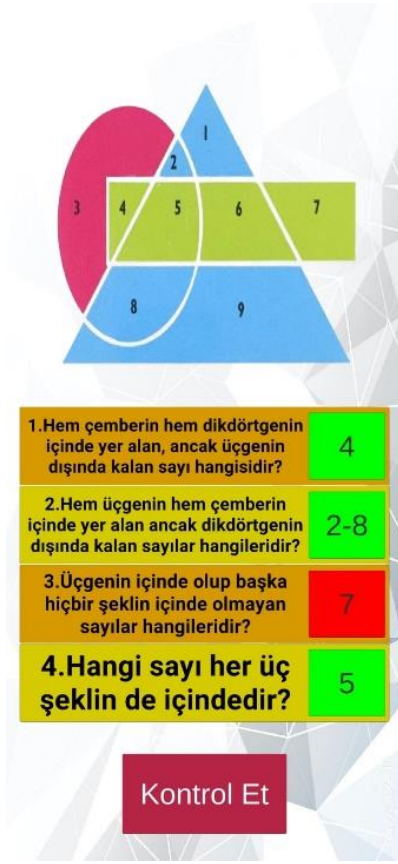 1
2
3 4 5 6 7
8 9
1.Hem çemberin hem dikdörtgenin
içinde yer alan, ancak üçgenin
dışında kalan sayı hangisidir?
4
2.Hem üçgenin hem çemberin
içinde yer alan ancak dikdörtgenin
dışında kalan sayılar hangileridir?
2-8
3.Üçgenin içinde olup başka
hiçbir şeklin içinde olmayan
sayılar hangileridir?
7
4.Hangi sayı her üç
şeklin de içindedir?
5
Kontrol Et